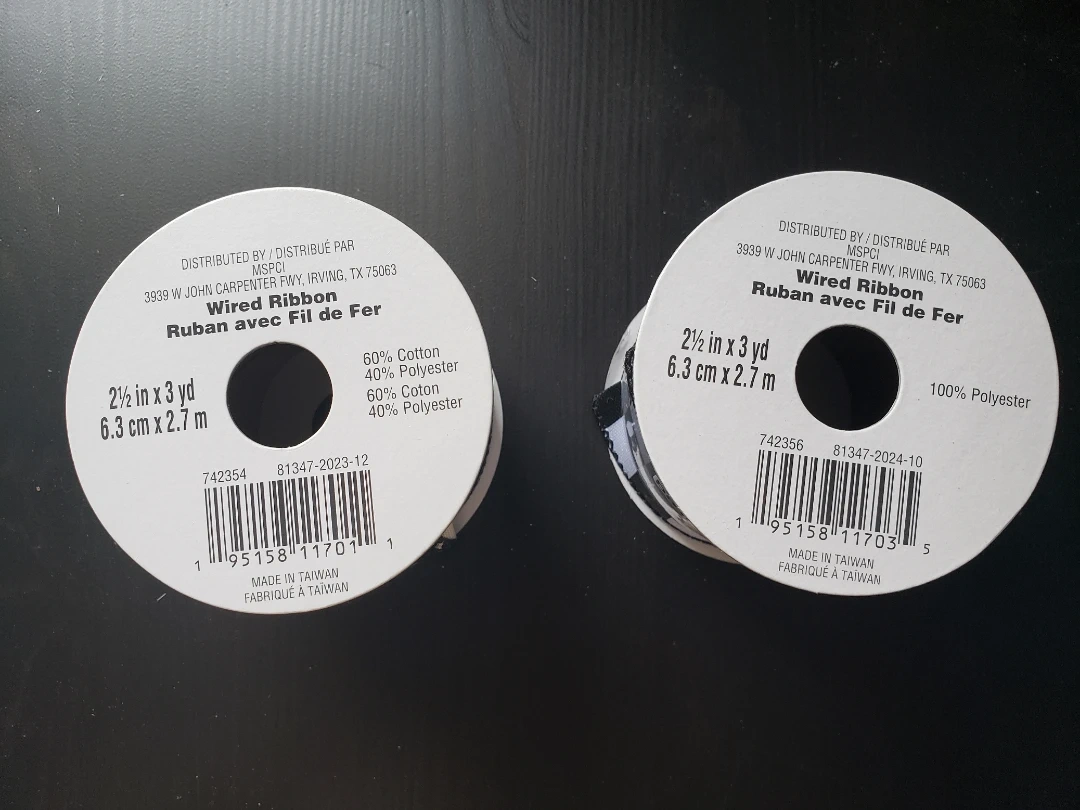 DISTRIBUTED BY / DISTRIBUÉ PAR
MSPCI
3939 W JOHN CARPENTER FWY, IRVING, TX 75063
Wired Ribbon
Ruban avec Fil de Fer
2½ in x 3 yd
6.3 cm x 2.7 m
60% Cotton
40% Polyester
60% Coton
40% Polyester
742354 81347-2023-12
1 95158 11701 1
MADE IN TAIWAN
FABRIQUÉ À TAÏWAN
DISTRIBUTED BY / DISTRIBUÉ PAR
MSPCI
3939 W JOHN CARPENTER FWY, IRVING, TX 75063
Wired Ribbon
Ruban avec Fil de Fer
2½ in x 3 yd
6.3 cm x 2.7 m
100% Polyester
742356 81347-2024-10
1 95158 11703 5
MADE IN TAIWAN
FABRIQUÉ À TAÏWAN